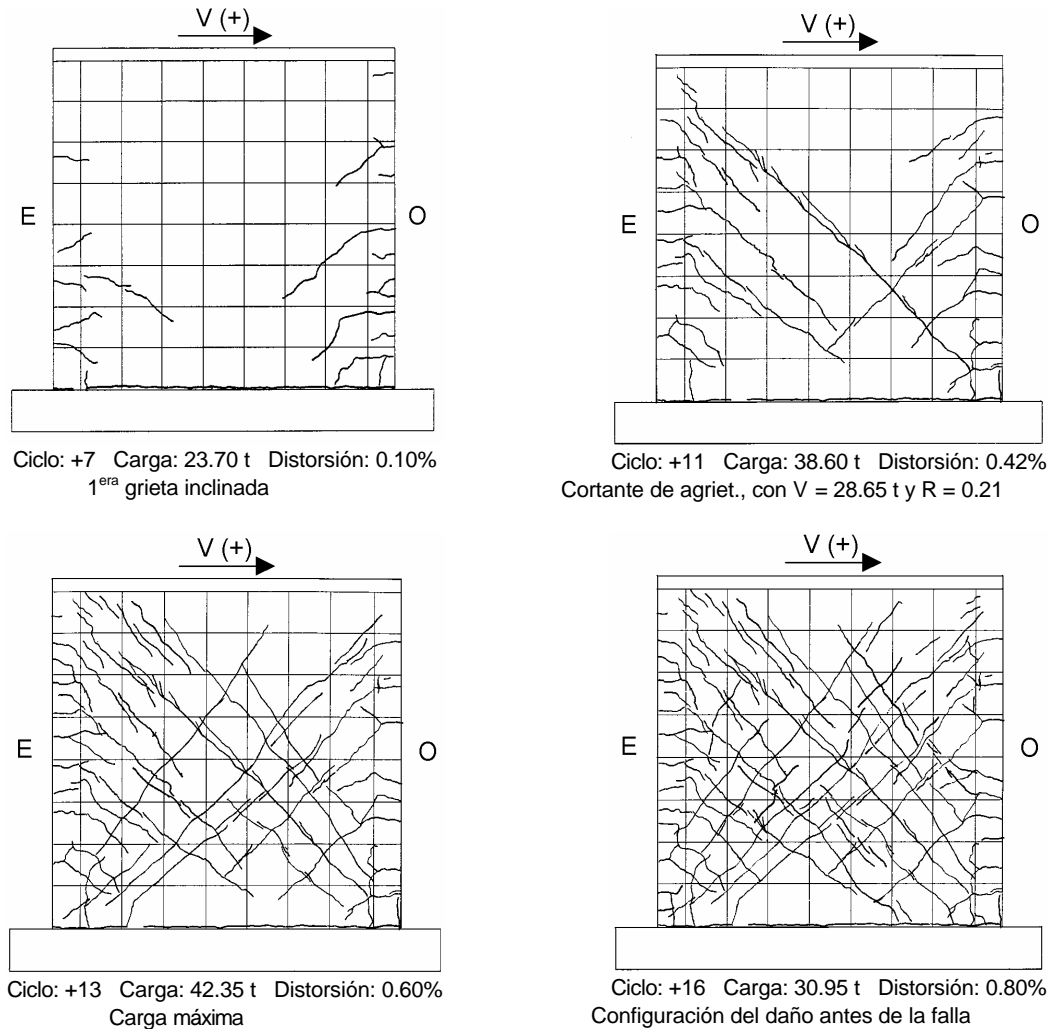 V (+)
E
O
Ciclo: +7 Carga: 23.70 t Distorsión: 0.10%
1era grieta inclinada
V (+)
E
O
Ciclo: +11 Carga: 38.60 t Distorsión: 0.42%
Cortante de agriet., con V = 28.65 t y R = 0.21
V (+)
E
O
Ciclo: +13 Carga: 42.35 t Distorsión: 0.60%
Carga máxima
V (+)
E
O
Ciclo: +16 Carga: 30.95 t Distorsión: 0.80%
Configuración del daño antes de la falla